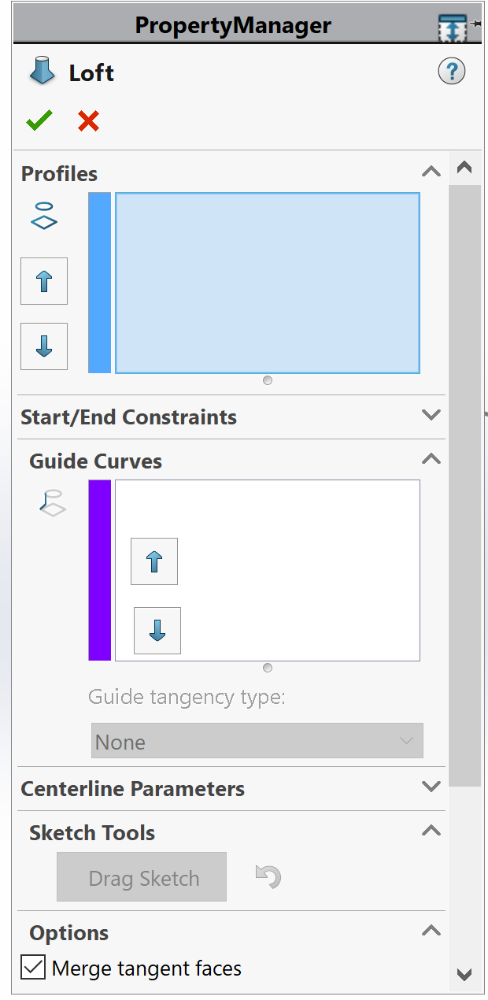 PropertyManager
Loft
?
Profiles
Start/End Constraints
Guide Curves
Guide tangency type:
None
Centerline Parameters
Sketch Tools
Drag Sketch
Options
Merge tangent faces